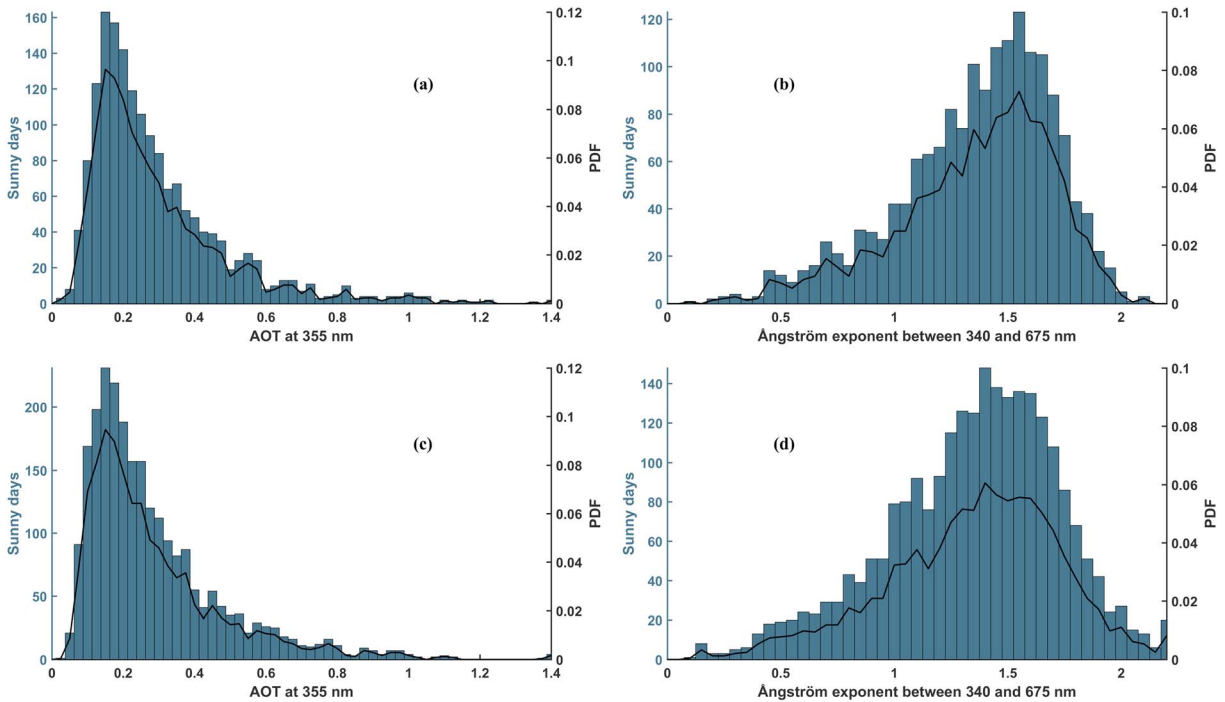 (a)
Sunny days
160
140
120
100
80
60
40
20
0
0.12
0.1
0.08
0.06
0.04
0.02
0
PDF
0 0.2 0.4 0.6 0.8 1 1.2 1.4
AOT at 355 nm
(b)
Sunny days
120
100
80
60
40
20
0
0.1
0.08
0.06
0.04
0.02
0
PDF
0.5 1 1.5 2
Ångström exponent between 340 and 675 nm
(c)
Sunny days
200
150
100
50
0
0.12
0.1
0.08
0.06
0.04
0.02
0
PDF
0 0.2 0.4 0.6 0.8 1 1.2 1.4
AOT at 355 nm
(d)
Sunny days
140
120
100
80
60
40
20
0
0.1
0.08
0.06
0.04
0.02
0
PDF
0.5 1 1.5 2
Ångström exponent between 340 and 675 nm